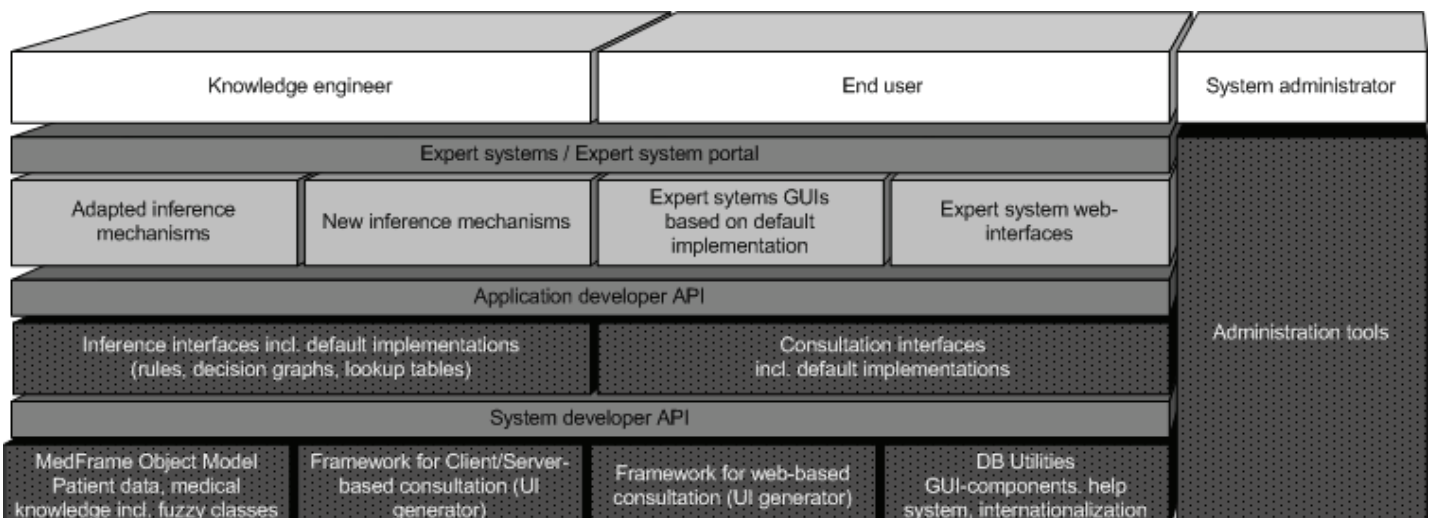 Knowledge engineer
End user
System administrator
Expert systems / Expert system portal
Adapted inference
mechanisms
New inference mechanisms
Expert sytems GUIs
based on default
implementation
Expert system web-
interfaces
Application developer API
Inference interfaces incl. default implementations
(rules, decision graphs, lookup tables)
Consultation interfaces
incl. default implementations
Administration tools
System developer API
MedFrame Object Model
Patient data, medical
knowledge incl. fuzzy classes
Framework for Client/Server-
based consultation (UI
generator)
Framework for web-based
consultation (UI generator)
DB Utilities
GUI-components. help
system, internationalization